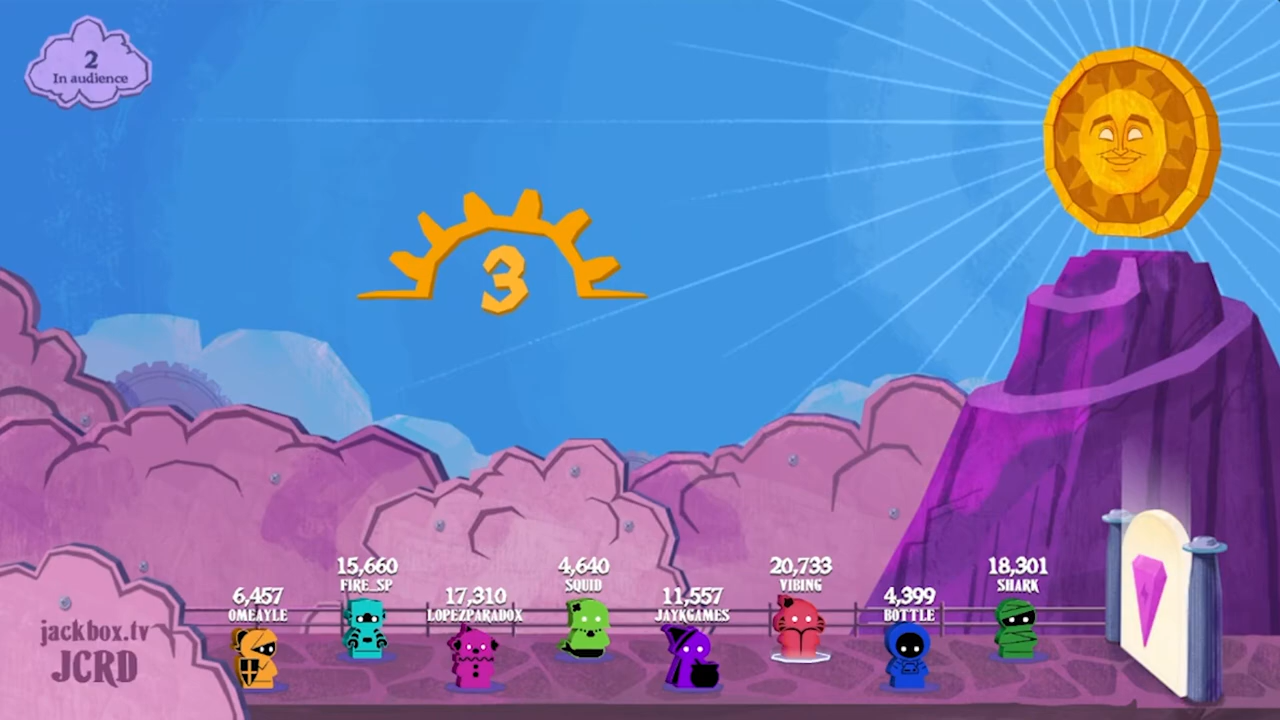 2
In audience
3
6,457
OMEAYLE
15,660
FIRE_SP
17,310
LOPEZPARADOX
4,640
SQUID
11,557
JAYKGAMES
20,733
VIBING
4,399
BOTTLE
18,301
SHARK
jackbox.tv
JCRD